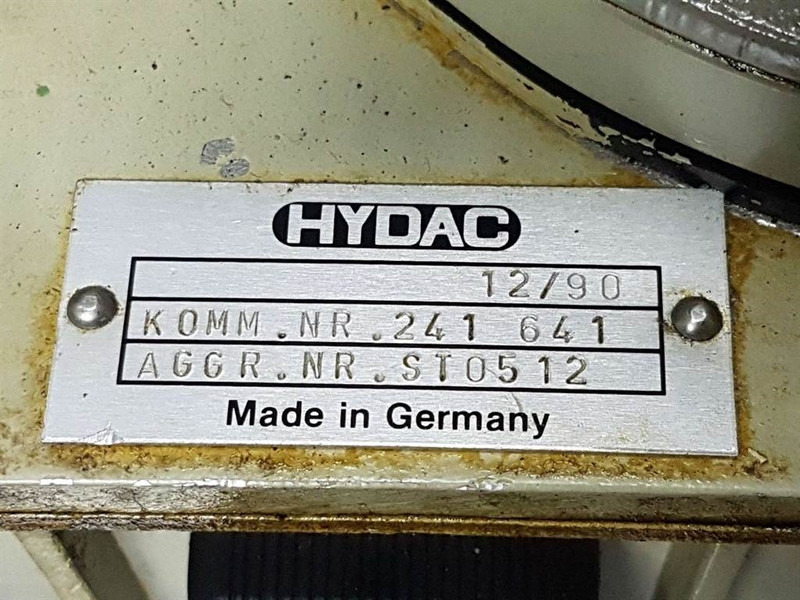 HYDAC
12/90
KOMM.NR.241 641
AGGR.NR.ST0512
Made in Germany